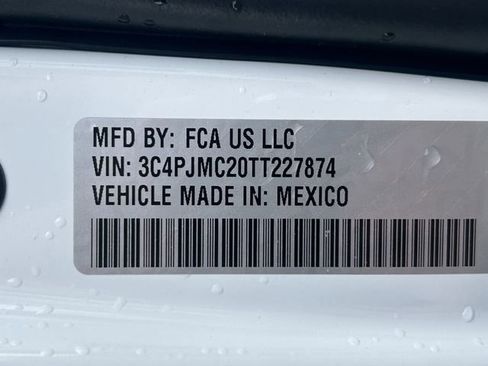 MFD BY: FCA US LLC
VIN: 3C4PJMC20TT227874
VEHICLE MADE IN: MEXICO